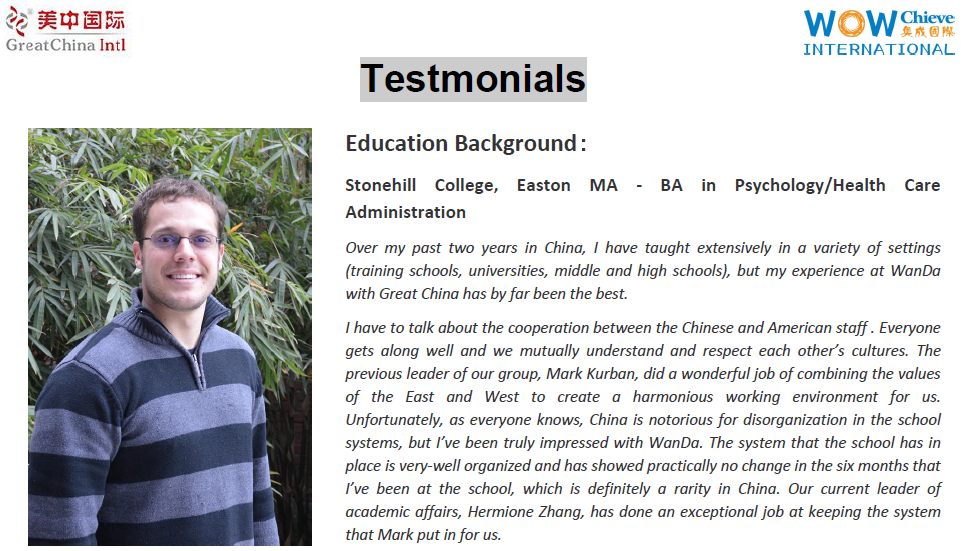 美中国际
GreatChina Intl
WOW Chieve
集成國際
INTERNATIONAL
Testmonials
Education Background：
Stonehill College, Easton MA - BA in Psychology/Health Care
Administration
Over my past two years in China, I have taught extensively in a variety of settings
(training schools, universities, middle and high schools), but my experience at WanDa
with Great China has by far been the best.
I have to talk about the cooperation between the Chinese and American staff . Everyone
gets along well and we mutually understand and respect each other’s cultures. The
previous leader of our group, Mark Kurban, did a wonderful job of combining the values
of the East and West to create a harmonious working environment for us.
Unfortunately, as everyone knows, China is notorious for disorganization in the school
systems, but I’ve been truly impressed with WanDa. The system that the school has in
place is very-well organized and has showed practically no change in the six months that
I’ve been at the school, which is definitely a rarity in China. Our current leader of
academic affairs, Hermione Zhang, has done an exceptional job at keeping the system
that Mark put in for us.